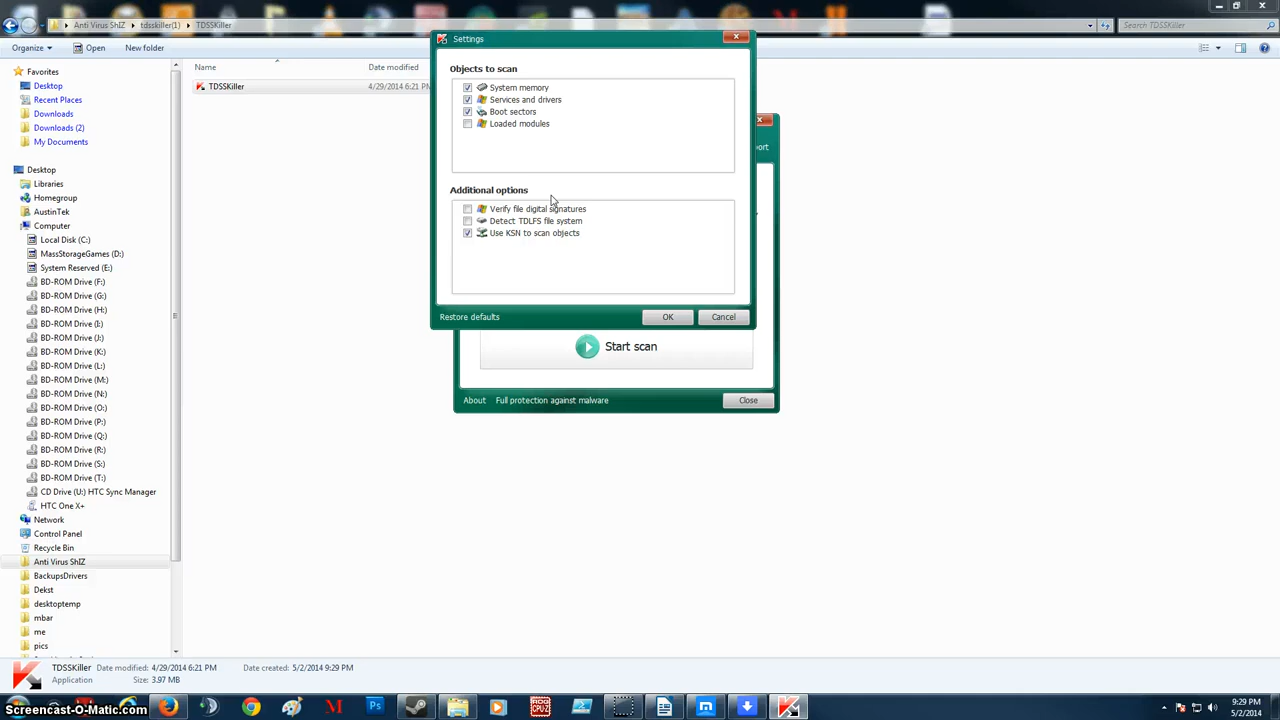 Anti Virus ShIZ
tdsskiller(1)
TDSSKiller
Search TDSSKiller
Organize
Open
New folder
Name
Date modified
TDSSKiller
4/29/2014 6:21 PM
Favorites
Desktop
Recent Places
Downloads
Downloads (2)
My Documents
Desktop
Libraries
Homegroup
AustinTek
Computer
Local Disk (C:)
MassStorageGames (D:)
System Reserved (E:)
BD-ROM Drive (F:)
BD-ROM Drive (G:)
BD-ROM Drive (H:)
BD-ROM Drive (I:)
BD-ROM Drive (J:)
BD-ROM Drive (K:)
BD-ROM Drive (L:)
BD-ROM Drive (M:)
BD-ROM Drive (N:)
BD-ROM Drive (O:)
BD-ROM Drive (P:)
BD-ROM Drive (Q:)
BD-ROM Drive (R:)
BD-ROM Drive (S:)
BD-ROM Drive (T:)
CD Drive (U:) HTC Sync Manager
HTC One X+
Network
Control Panel
Recycle Bin
Anti Virus ShIZ
BackupsDrivers
Dekst
desktoptemp
mbar
me
pics
Settings
Objects to scan
System memory
Services and drivers
Boot sectors
Loaded modules
Additional options
Verify file digital signatures
Detect TDLFS file system
Use KSN to scan objects
Restore defaults
OK
Cancel
port
Start scan
About
Full protection against malware
Close
TDSSKiller
Date modified: 4/29/2014 6:21 PM
Date created: 5/2/2014 9:29 PM
Application
Size: 3.97 MB
Screencast-O-Matic.com
9:29 PM
5/2/2014